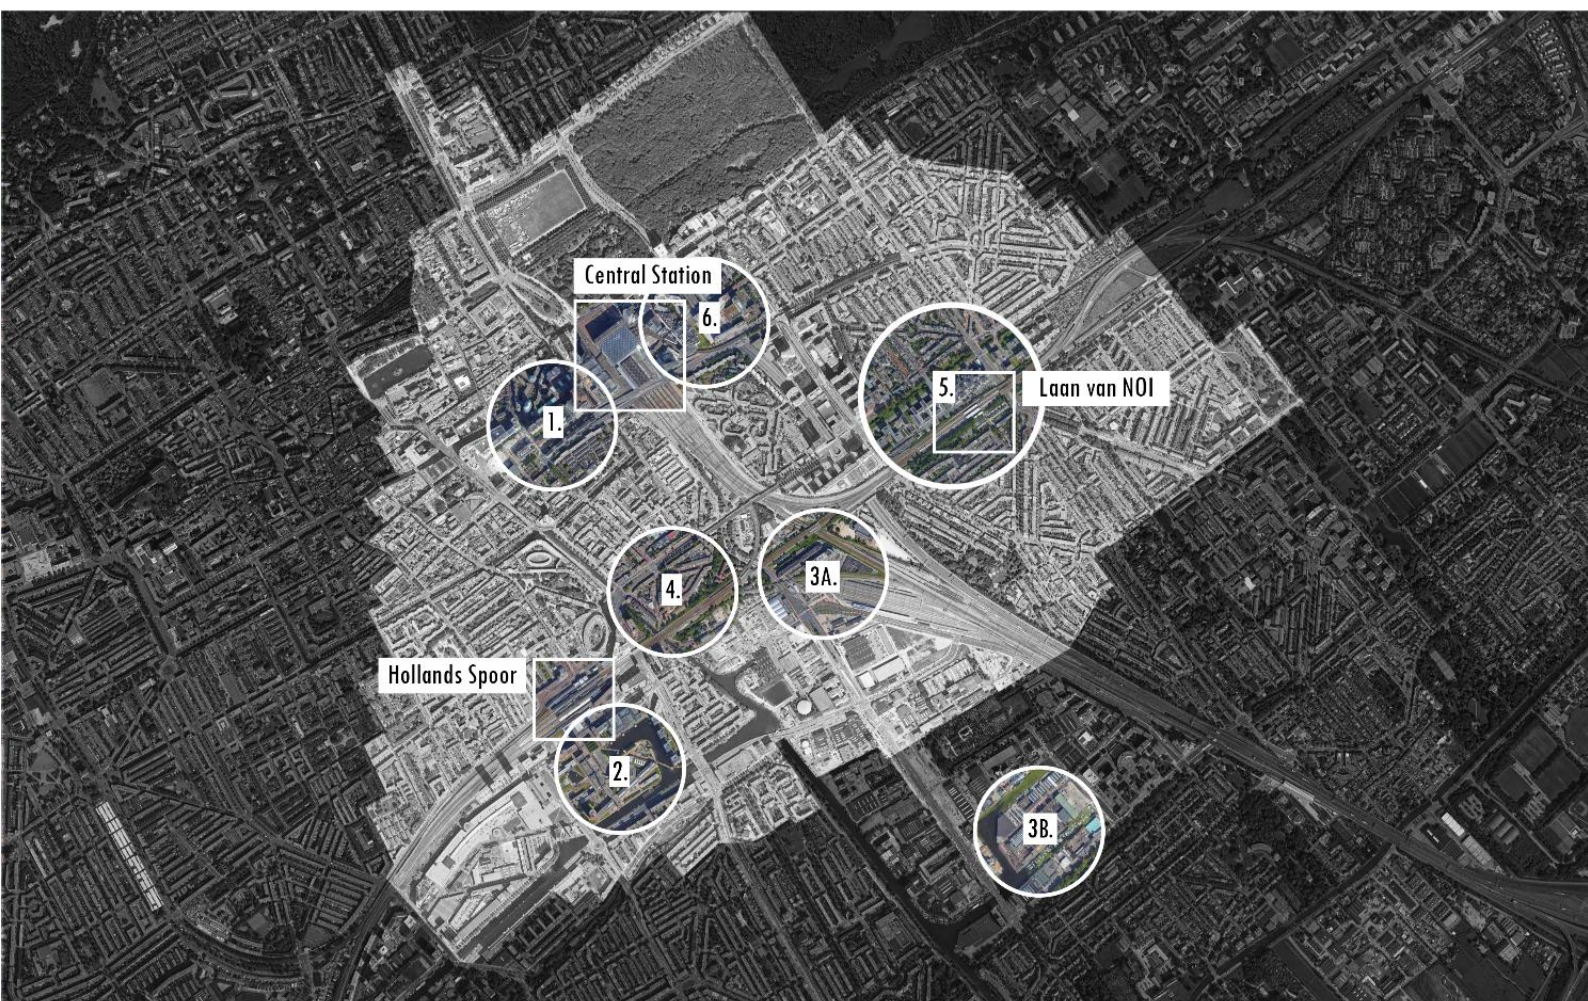 Central Station
6.
5.
Laan van NOI
1.
4.
3A.
Hollands Spoor
2.
3B.